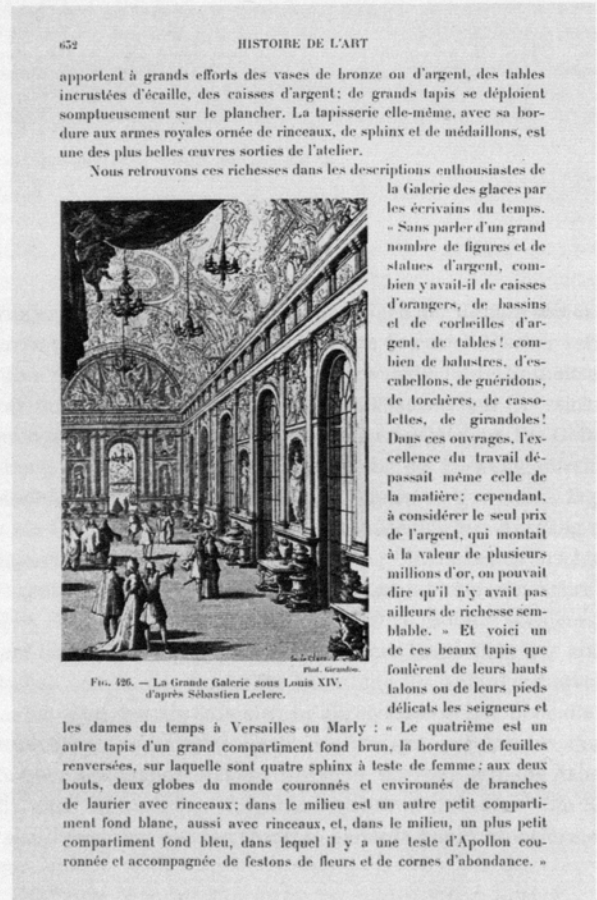 652
HISTOIRE DE L'ART
apportent à grands efforts des vases de bronze ou d'argent, des tables
incrustées d'écaille, des caisses d'argent; de grands tapis se déploient
somptueusement sur le plancher. La tapisserie elle-même, avec sa bor-
dure aux armes royales ornée de rinceaux, de sphinx et de médaillons, est
une des plus belles œuvres sorties de l'atelier.
Nous retrouvons ces richesses dans les descriptions enthousiastes de
la Galerie des glaces par
les écrivains du temps.
« Sans parler d'un grand
nombre de figures et de
statues d'argent, com-
bien y avait-il de caisses
d'orangers, de bassins
et de corbeilles d'ar-
gent, de tables! com-
bien de balustres, d'es-
cabellons, de guéridons,
de torchères, de casso-
lettes, de girandoles!
Dans ces ouvrages, l'ex-
cellence du travail dé-
passait même celle de
la matière; cependant,
à considérer le seul prix
de l'argent, qui montait
à la valeur de plusieurs
millions d'or, on pouvait
dire qu'il n'y avait pas
ailleurs de richesse sem-
blable. » Et voici un
de ces beaux tapis que
foulèrent de leurs hauts
talons ou de leurs pieds
délicats les seigneurs et
Phot. Giraudon.
Fig. 426. — La Grande Galerie sous Louis XIV,
d'après Sébastien Leclerc.
les dames du temps à Versailles ou Marly : « Le quatrième est un
autre tapis d'un grand compartiment fond brun, la bordure de feuilles
renversées, sur laquelle sont quatre sphinx à teste de femme; aux deux
bouts, deux globes du monde couronnés et environnés de branches
de laurier avec rinceaux; dans le milieu est un autre petit comparti-
ment fond blanc, aussi avec rinceaux, et, dans le milieu, un plus petit
compartiment fond bleu, dans lequel il y a une teste d'Apollon cou-
ronnée et accompagnée de festons de fleurs et de cornes d'abondance. »